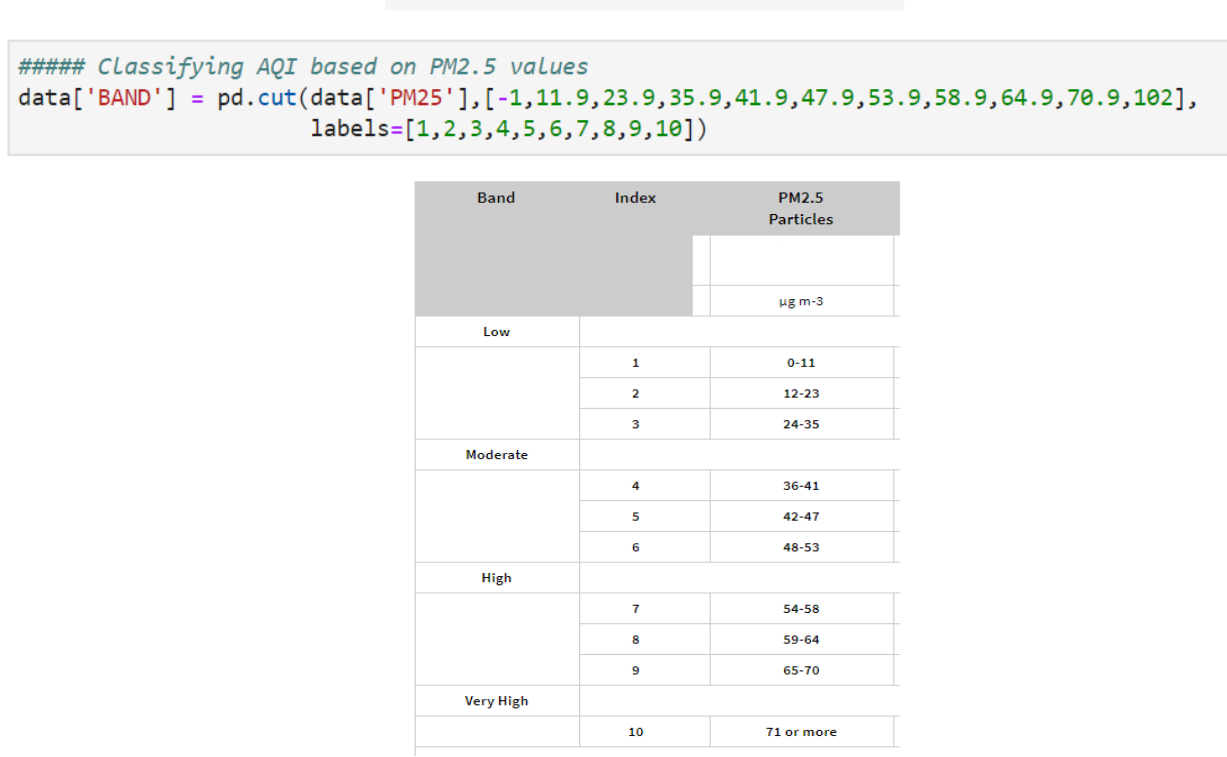 ##### Classifying AQI based on PM2.5 values
data['BAND'] = pd.cut(data['PM25'],[-1,11.9,23.9,35.9,41.9,47.9,53.9,58.9,64.9,70.9,102],
labels=[1,2,3,4,5,6,7,8,9,10])
Band Index PM2.5
Particles
µg m-3
Low
1 0-11
2 12-23
3 24-35
Moderate
4 36-41
5 42-47
6 48-53
High
7 54-58
8 59-64
9 65-70
Very High
10 71 or more